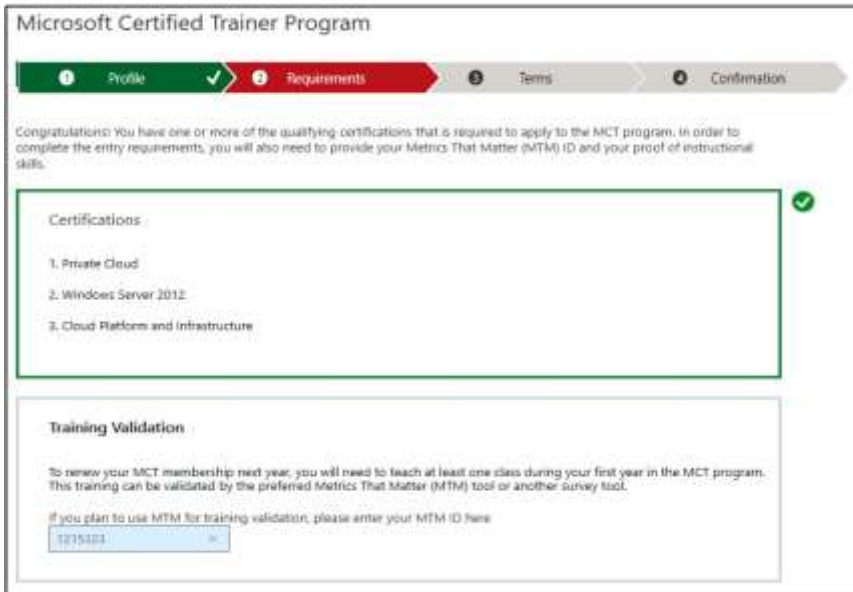 Microsoft Certified Trainer Program
1 Profile 2 Requirements 3 Terms 4 Confirmation
Congratulations! You have one or more of the qualifying certifications that is required to apply to the MCT program. In order to
complete the entry requirements, you will also need to provide your Metrics That Matter (MTM) ID and your proof of instructional
skills.
Certifications
1. Private Cloud
2. Windows Server 2012
3. Cloud Platform and Infrastructure
Training Validation
To renew your MCT membership next year, you will need to teach at least one class during your first year in the MCT program.
This training can be validated by the preferred Metrics That Matter (MTM) tool or another survey tool.
If you plan to use MTM for training validation, please enter your MTM ID here